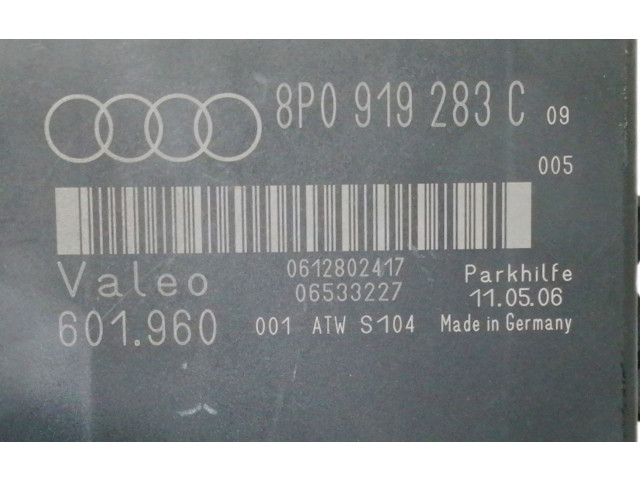 8P0 919 283 C 09
005
0612802417
Valeo 06533227 Parkhilfe
11.05.06
601.960 001 ATW S104 Made in Germany